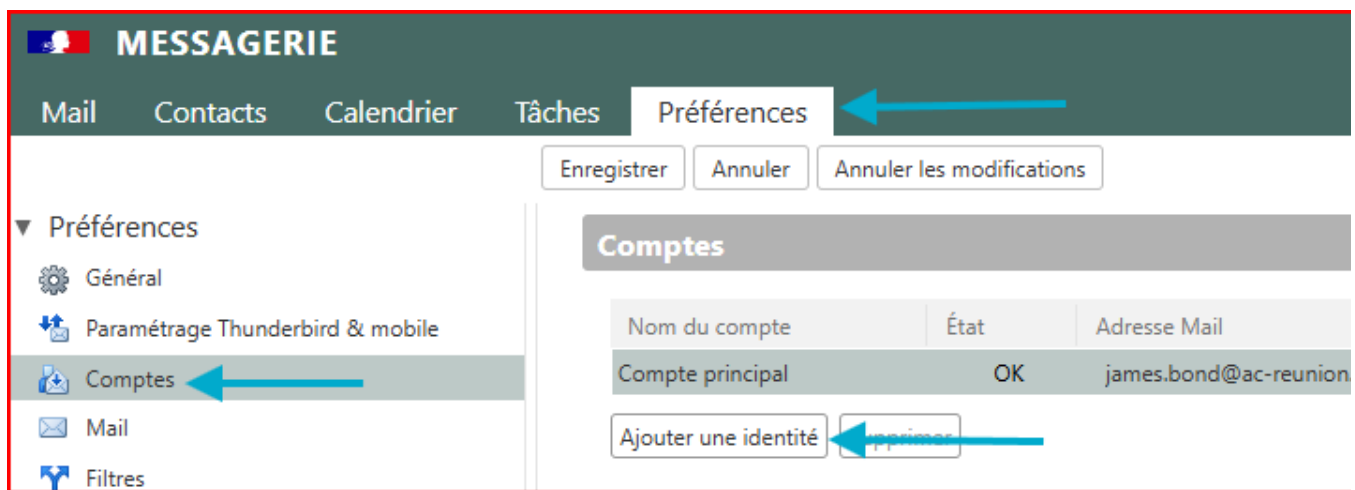 MESSAGERIE
Mail Contacts Calendrier Tâches Préférences
Enregistrer Annuler Annuler les modifications
Préférences
Général
Paramétrage Thunderbird & mobile
Comptes
Mail
Filtres
Comptes
Nom du compte État Adresse Mail
Compte principal OK james.bond@ac-reunion.
Ajouter une identité Supprimer